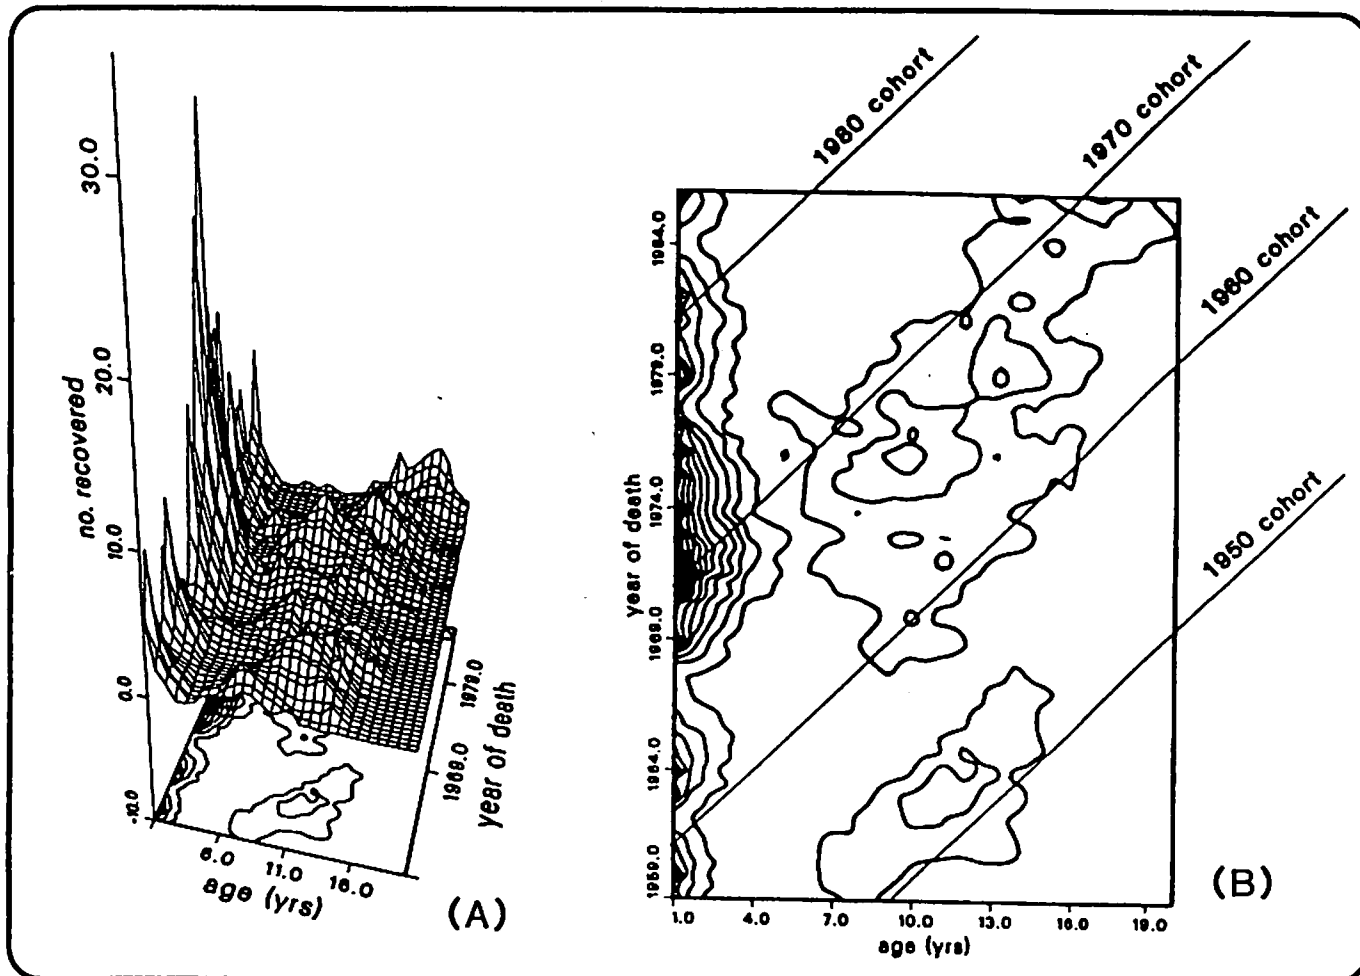 30.0
20.0
10.0
0.0
-10.0
no. recovered
6.0
11.0
16.0
age (yrs)
1969.0
1979.0
year of death
(A)
1980 cohort
1970 cohort
1960 cohort
1950 cohort
1984.0
1979.0
1974.0
1969.0
1964.0
1959.0
year of death
1.0
4.0
7.0
10.0
13.0
16.0
19.0
age (yrs)
(B)